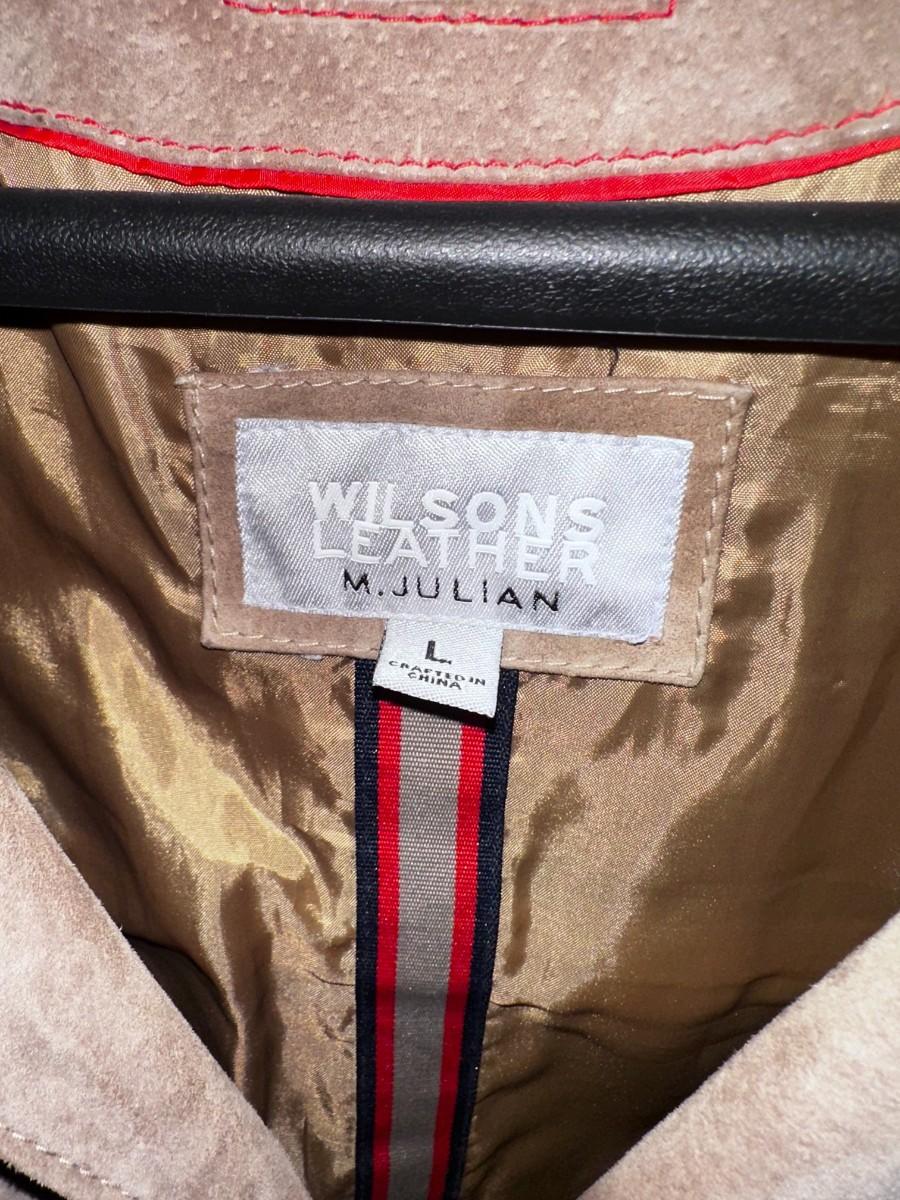 WILSONS
LEATHER
M.JULIAN
L
CRAFTED IN
CHINA